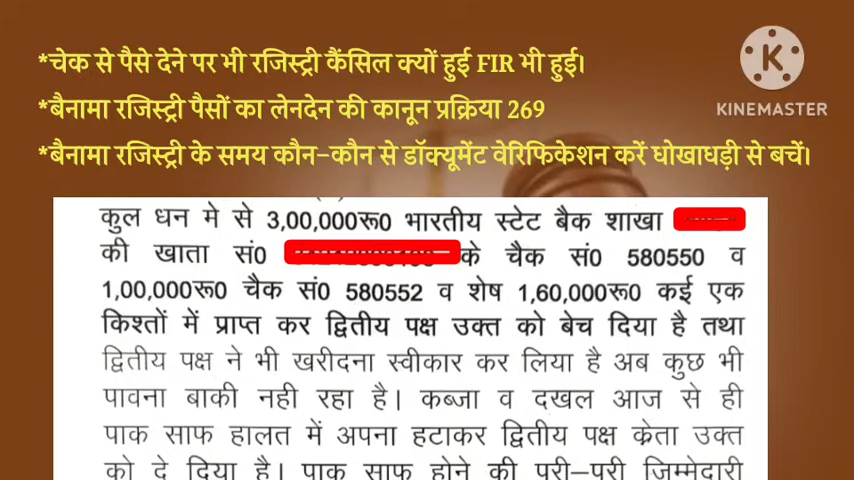 *चेक से पैसे देने पर भी रजिस्ट्री कैंसिल क्यों हुई FIR भी हुई।
*बैनामा रजिस्ट्री पैसों का लेनदेन की कानून प्रक्रिया 269
*बैनामा रजिस्ट्री के समय कौन-कौन से डॉक्यूमेंट वेरिफिकेशन करें धोखाधड़ी से बचें।
KINEMASTER
कुल धन मे से 3,00,000रू0 भारतीय स्टेट बैक शाखा
की खाता सं0 के चैक सं0 580550 व
1,00,000रू0 चैक सं0 580552 व शेष 1,60,000रू0 कई एक
किश्तों में प्राप्त कर द्वितीय पक्ष उक्त को बेच दिया है तथा
द्वितीय पक्ष ने भी खरीदना स्वीकार कर लिया है अब कुछ भी
पावना बाकी नही रहा है। कब्जा व दखल आज से ही
पाक साफ हालत में अपना हटाकर द्वितीय पक्ष क्रेता उक्त
को दे दिया है। पाक साफ होने की पूरी-पूरी जिम्मेदारी